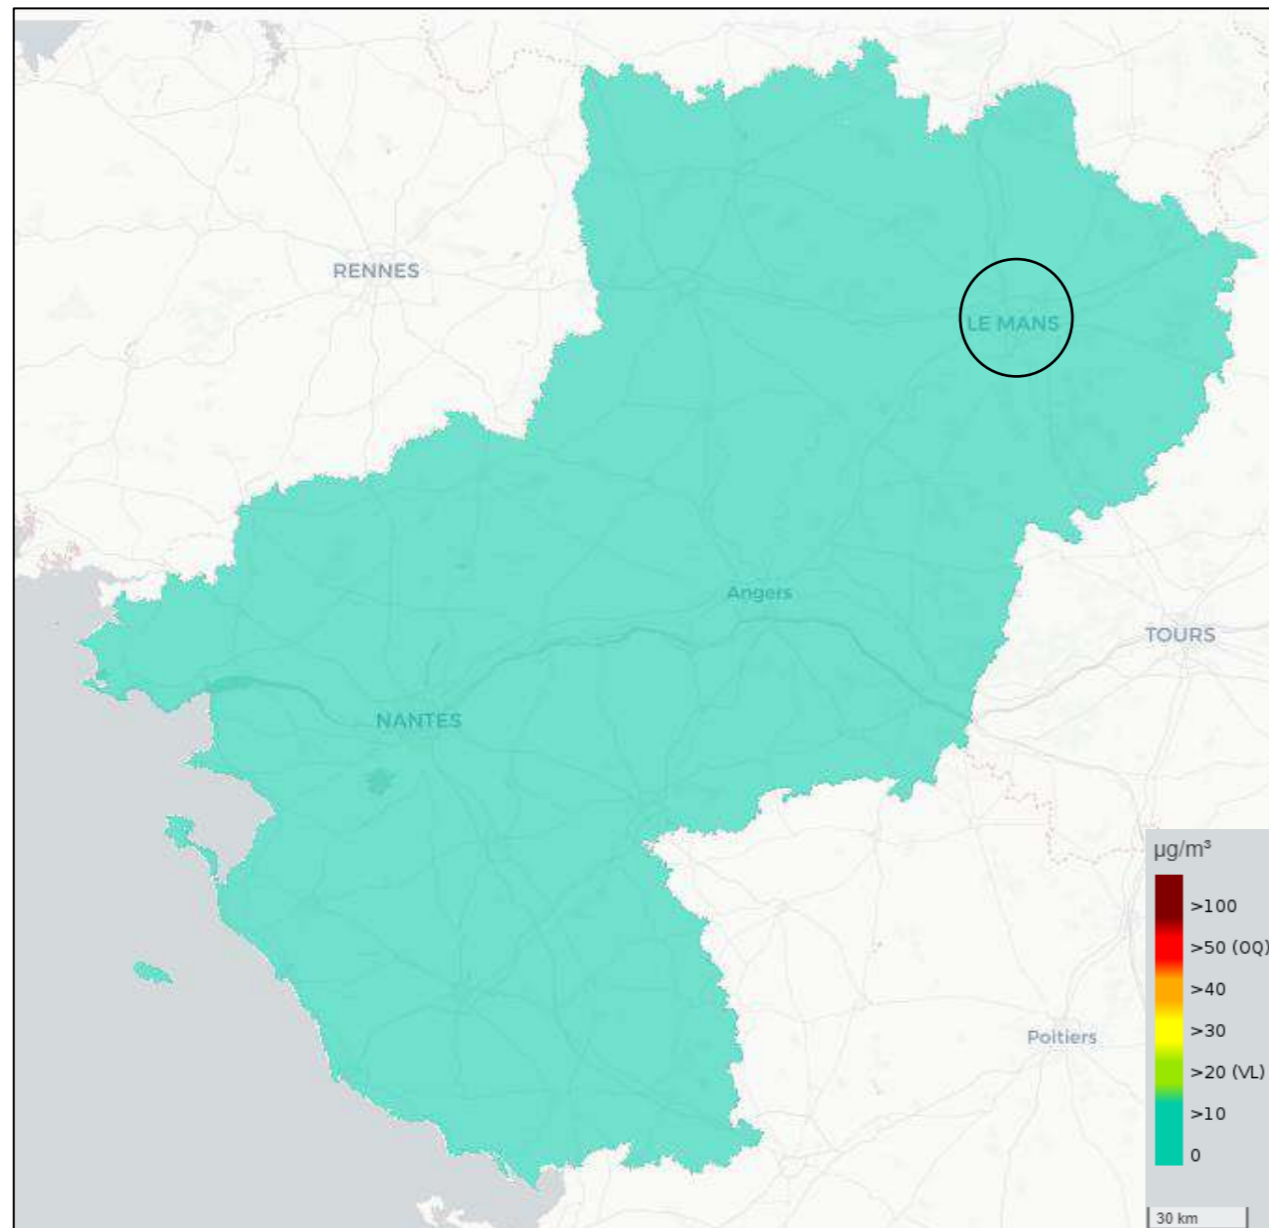 RENNES
LE MANS
Angers
TOURS
NANTES
µg/m³
>100
>50 (OQ)
>40
>30
>20 (VL)
>10
0
Poitiers
30 km